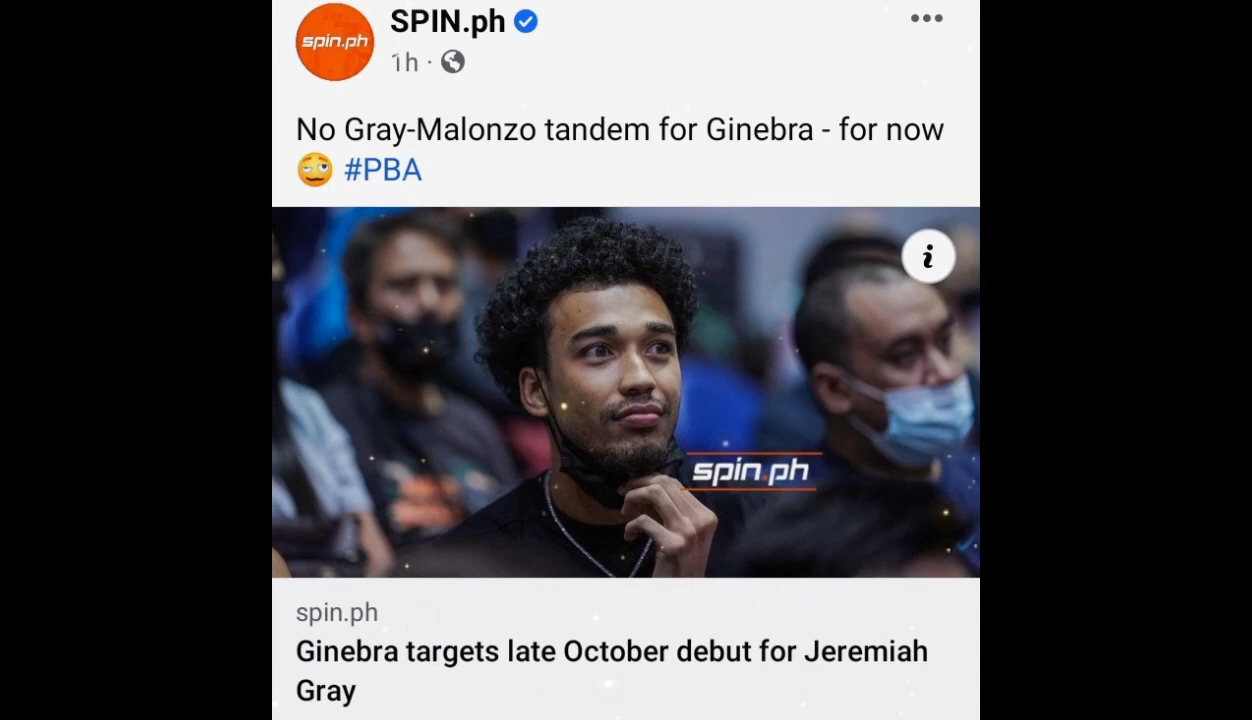 spin.ph
SPIN.ph
1h ·
No Gray-Malonzo tandem for Ginebra - for now
#PBA
i
spin.ph
spin.ph
Ginebra targets late October debut for Jeremiah
Gray